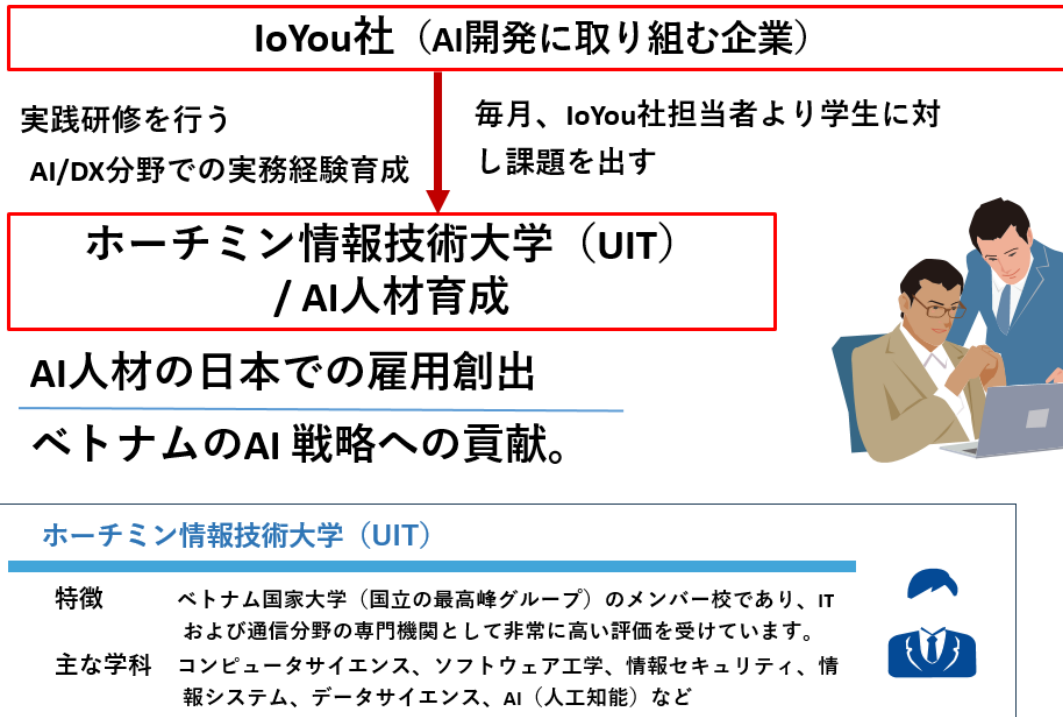 IoYou社（AI開発に取り組む企業）
実践研修を行う
AI/DX分野での実務経験育成
毎月、IoYou社担当者より学生に対
し課題を出す
ホーチミン情報技術大学（UIT）
/ AI人材育成
AI人材の日本での雇用創出
ベトナムのAI 戦略への貢献。
ホーチミン情報技術大学（UIT）
特徴 ベトナム国家大学（国立の最高峰グループ）のメンバー校であり、IT
および通信分野の専門機関として非常に高い評価を受けています。
主な学科 コンピュータサイエンス、ソフトウェア工学、情報セキュリティ、情
報システム、データサイエンス、AI（人工知能）など